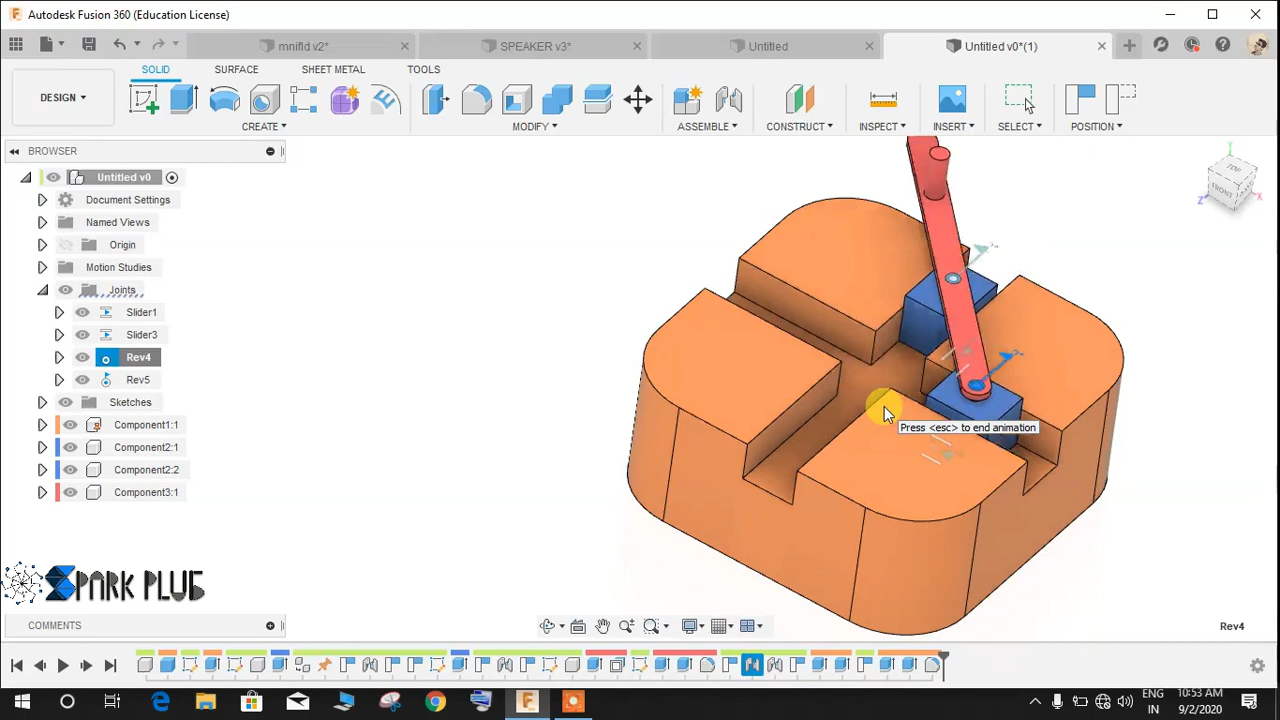 Autodesk Fusion 360 (Education License)
mnifld v2*
SPEAKER v3*
Untitled
Untitled v0*(1)
SOLID
SURFACE
SHEET METAL
TOOLS
DESIGN
CREATE
MODIFY
ASSEMBLE
CONSTRUCT
INSPECT
INSERT
SELECT
POSITION
BROWSER
Untitled v0
Document Settings
Named Views
Origin
Motion Studies
Joints
Slider1
Slider3
Rev4
Rev5
Sketches
Component1:1
Component2:1
Component2:2
Component3:1
TOP
FRONT
Y
Z
X
Press <esc> to end animation
SPARK PLUG
COMMENTS
Rev4
ENG
IN
10:53 AM
9/2/2020